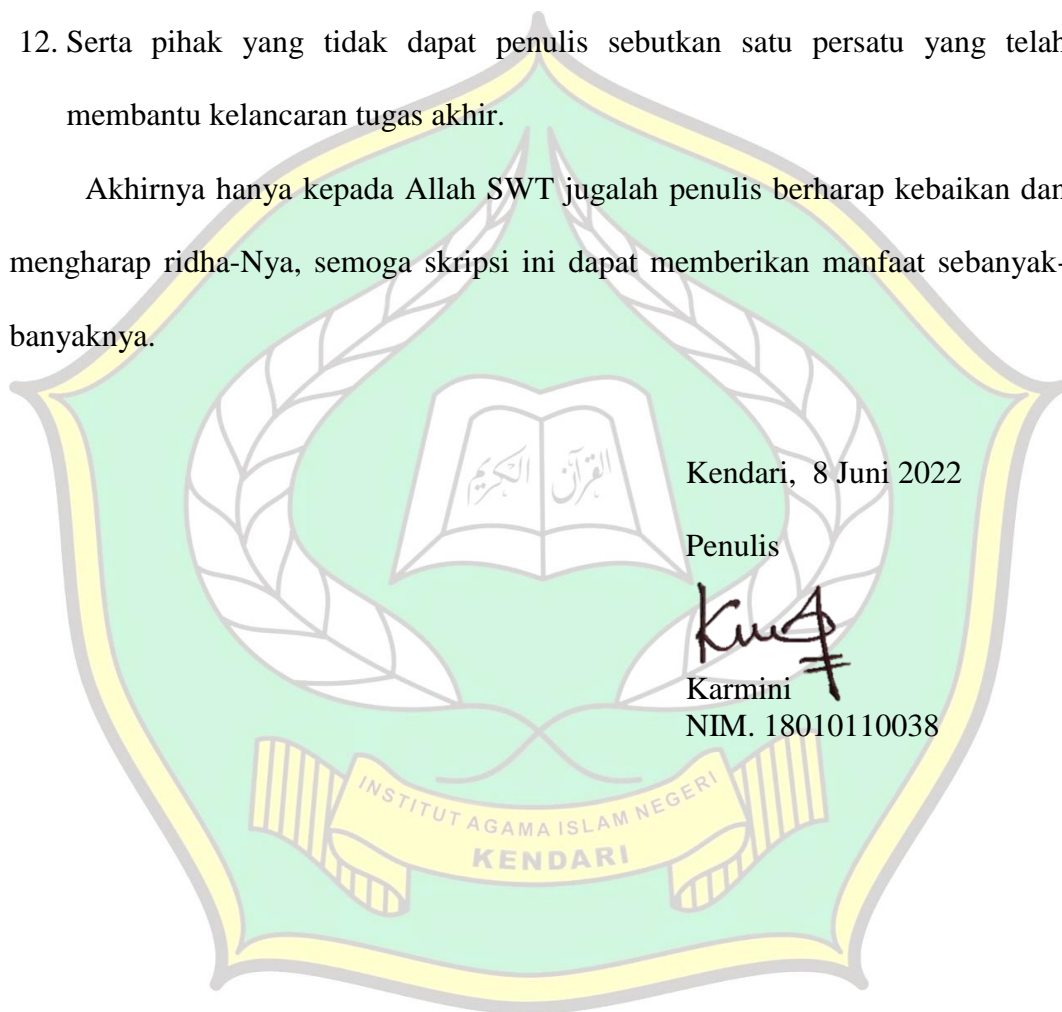 12. Serta pihak yang tidak dapat penulis sebutkan satu persatu yang telah
membantu kelancaran tugas akhir.
Akhirnya hanya kepada Allah SWT jugalah penulis berharap kebaikan dan
mengharap ridha-Nya, semoga skripsi ini dapat memberikan manfaat sebanyak-
banyaknya.
القرآن الكريم
Kendari, 8 Juni 2022
Penulis
Karmini
NIM. 18010110038
INSTITUT AGAMA ISLAM NEGERI
KENDARI